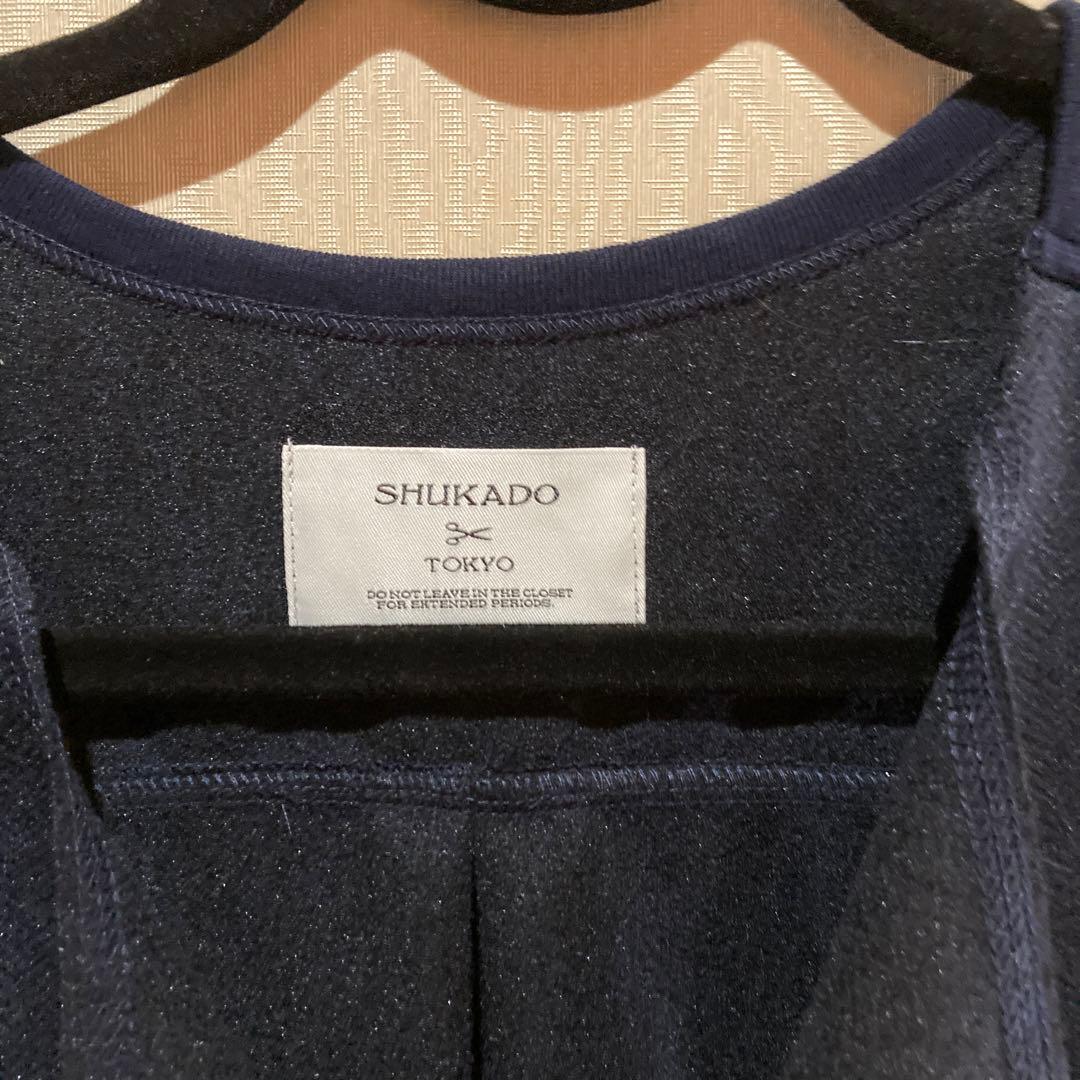 SHUKADO
TOKYO
DO NOT LEAVE IN THE CLOSET
FOR EXTENDED PERIODS.